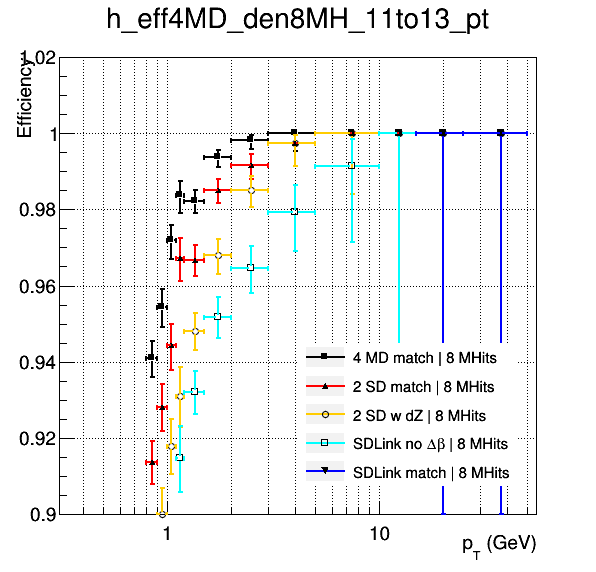 h_eff4MD_den8MH_11to13_pt
Efficiency
1.02
1
0.98
0.96
0.94
0.92
0.9
4 MD match | 8 MHits
2 SD match | 8 MHits
2 SD w dZ | 8 MHits
SDLink no Δβ | 8 MHits
SDLink match | 8 MHits
1
10
p_T (GeV)